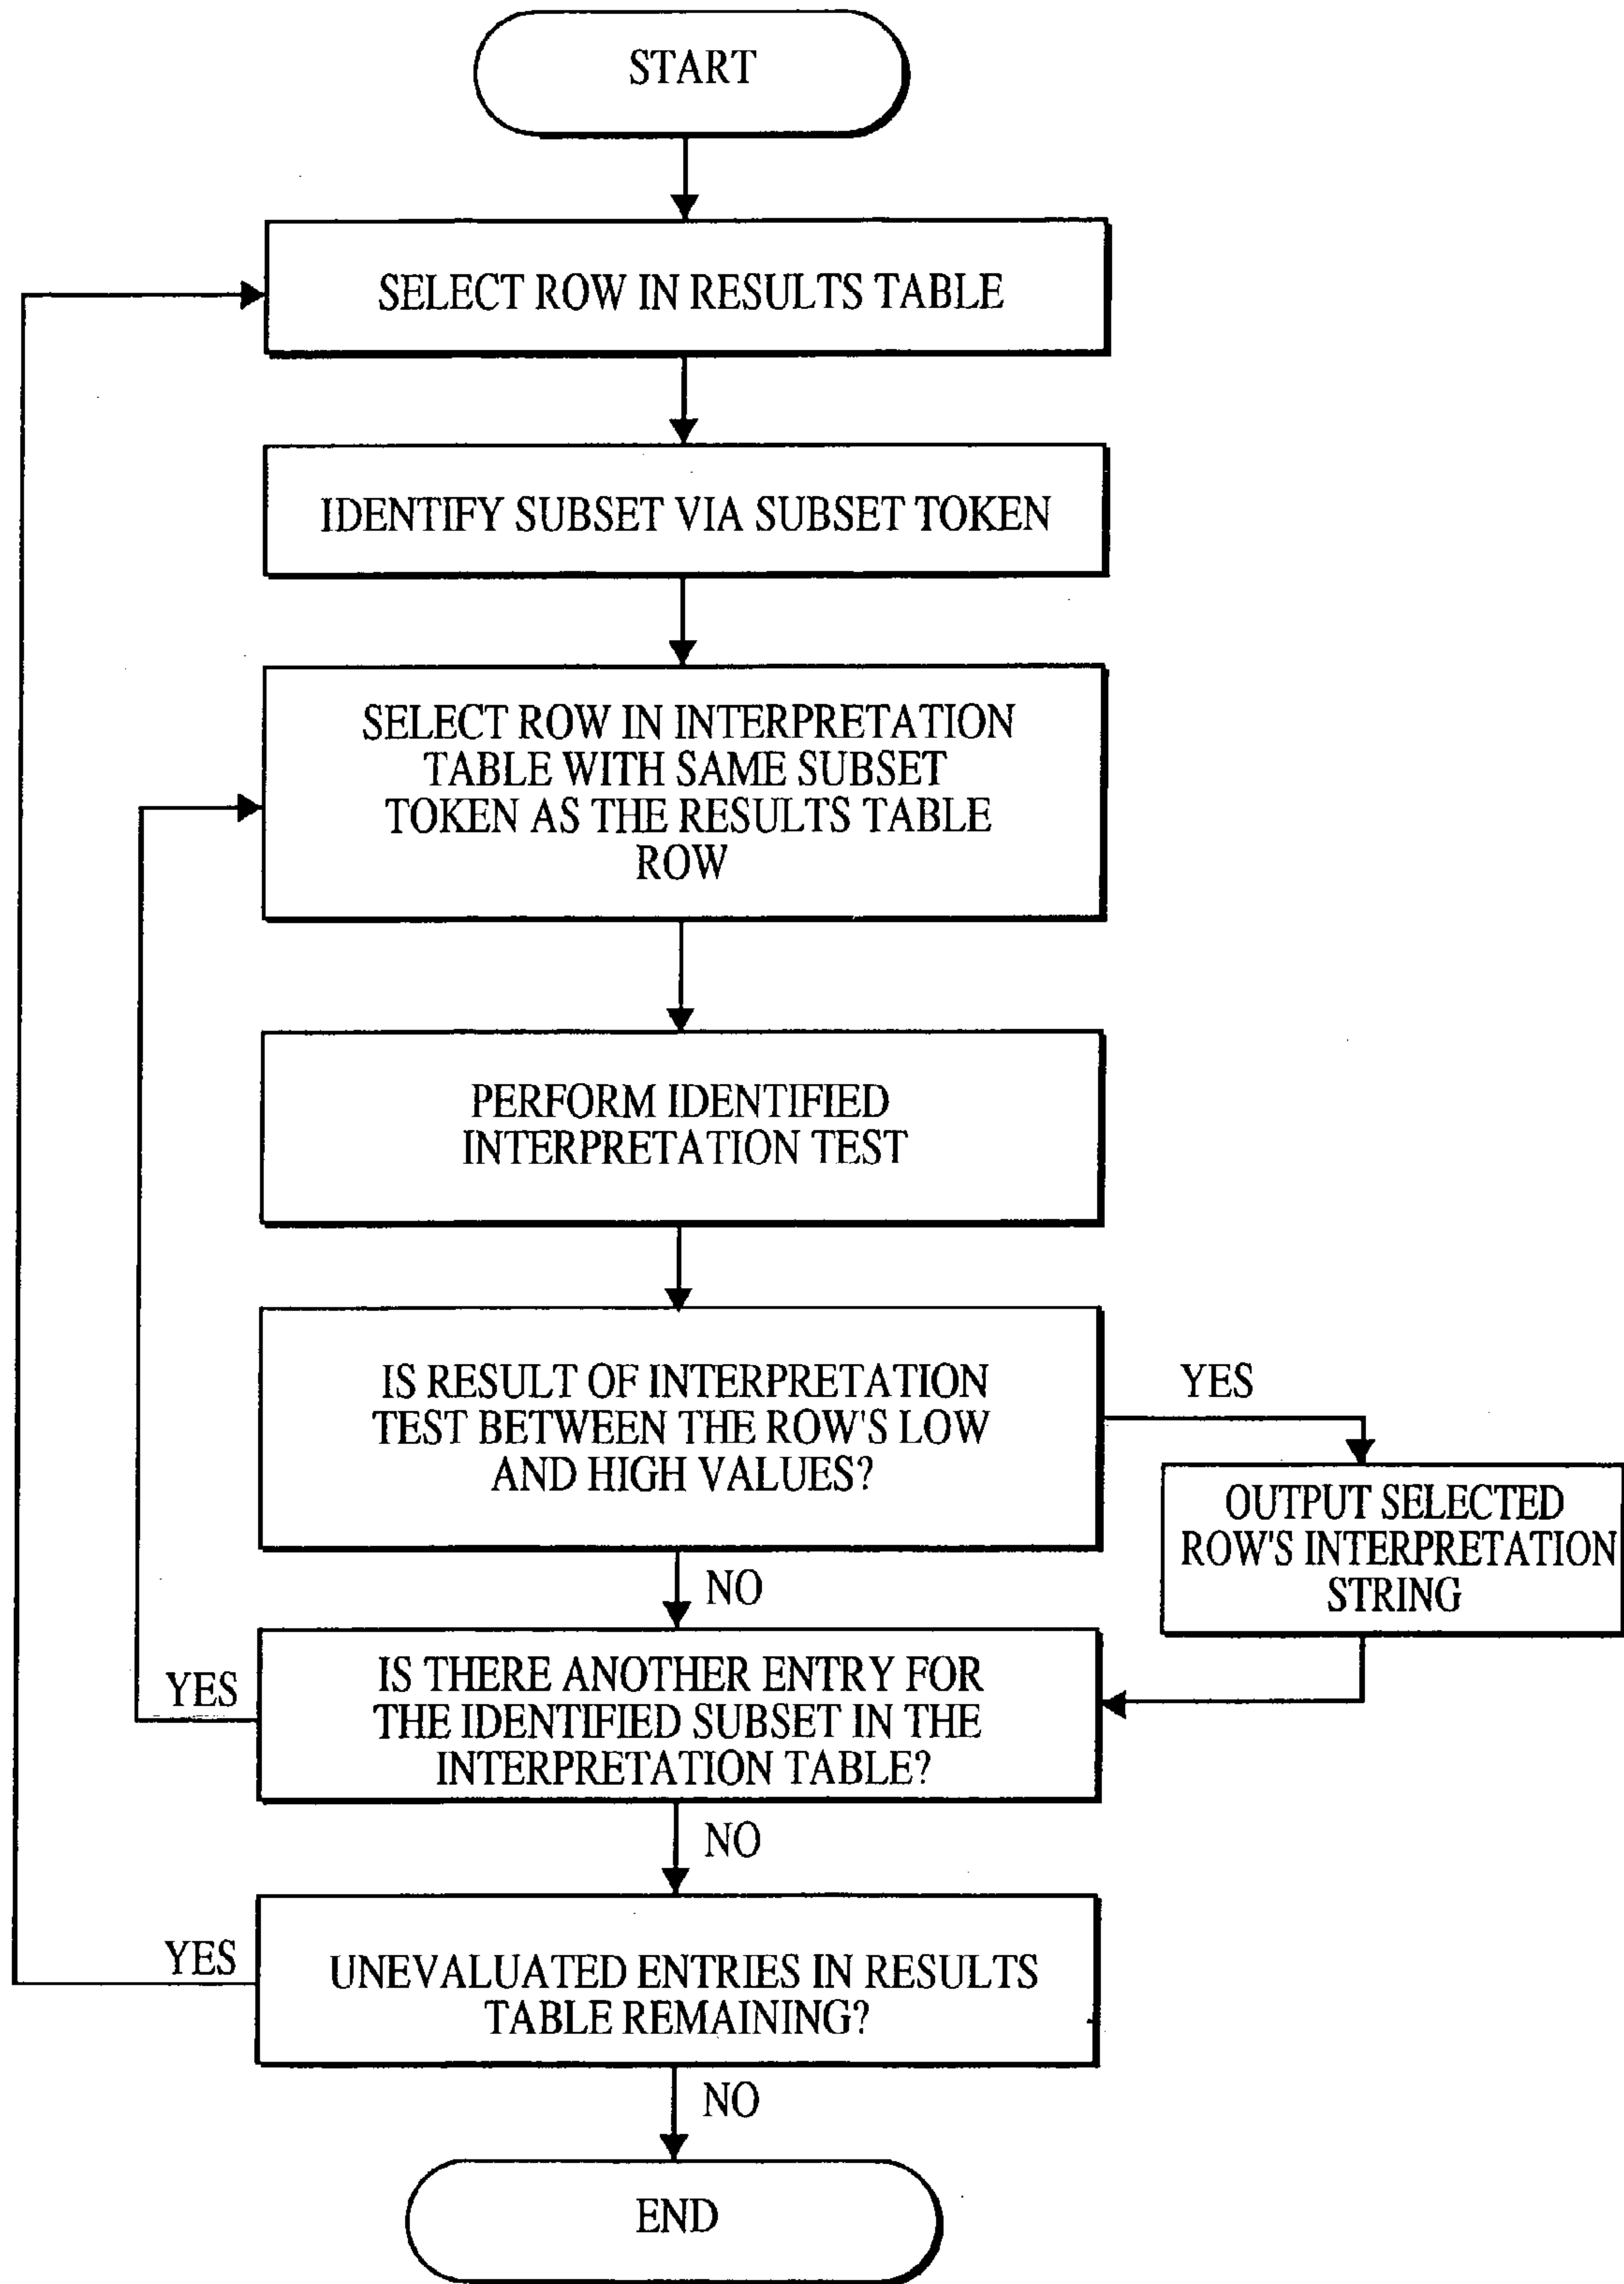 START
SELECT ROW IN RESULTS TABLE
IDENTIFY SUBSET VIA SUBSET TOKEN
SELECT ROW IN INTERPRETATION
TABLE WITH SAME SUBSET
TOKEN AS THE RESULTS TABLE
ROW
PERFORM IDENTIFIED
INTERPRETATION TEST
IS RESULT OF INTERPRETATION
TEST BETWEEN THE ROW'S LOW
AND HIGH VALUES?
YES
OUTPUT SELECTED
ROW'S INTERPRETATION
STRING
NO
IS THERE ANOTHER ENTRY FOR
THE IDENTIFIED SUBSET IN THE
INTERPRETATION TABLE?
YES
NO
UNEVALUATED ENTRIES IN RESULTS
TABLE REMAINING?
YES
NO
END